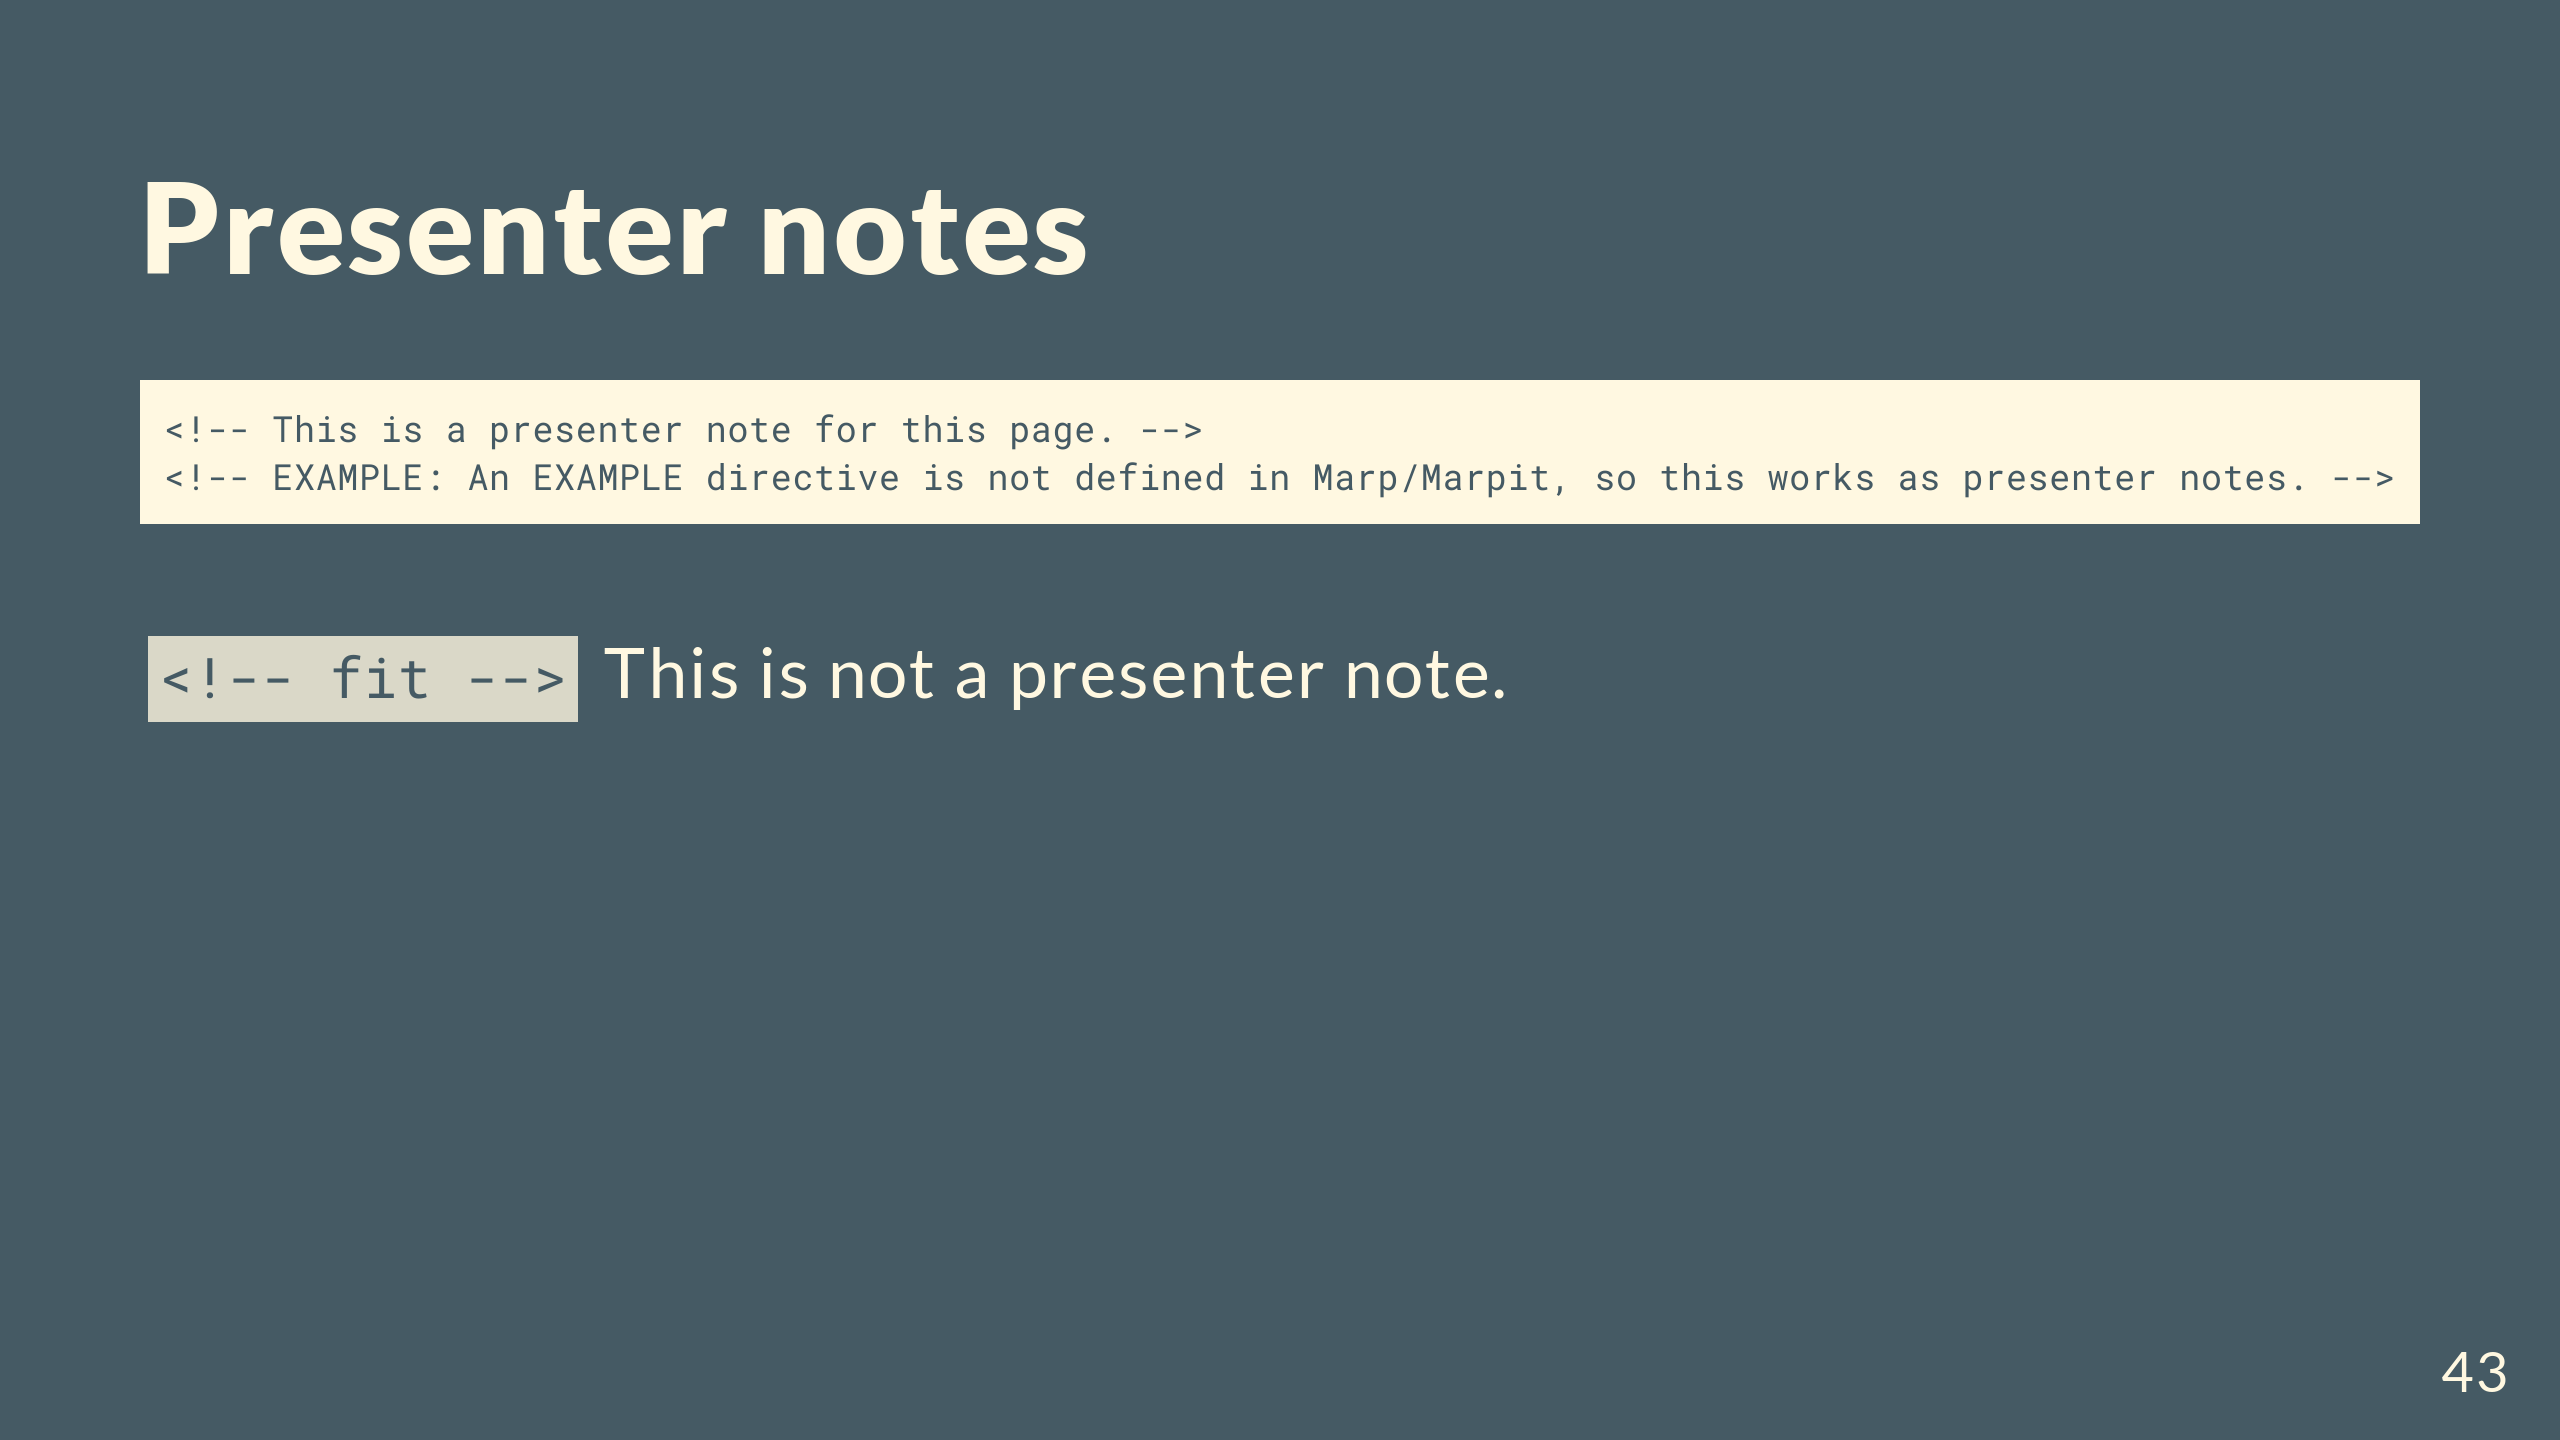 Presenter notes
<!-- This is a presenter note for this page. -->
<!-- EXAMPLE: An EXAMPLE directive is not defined in Marp/Marpit, so this works as presenter notes. -->
<!-- fit --> This is not a presenter note.
43